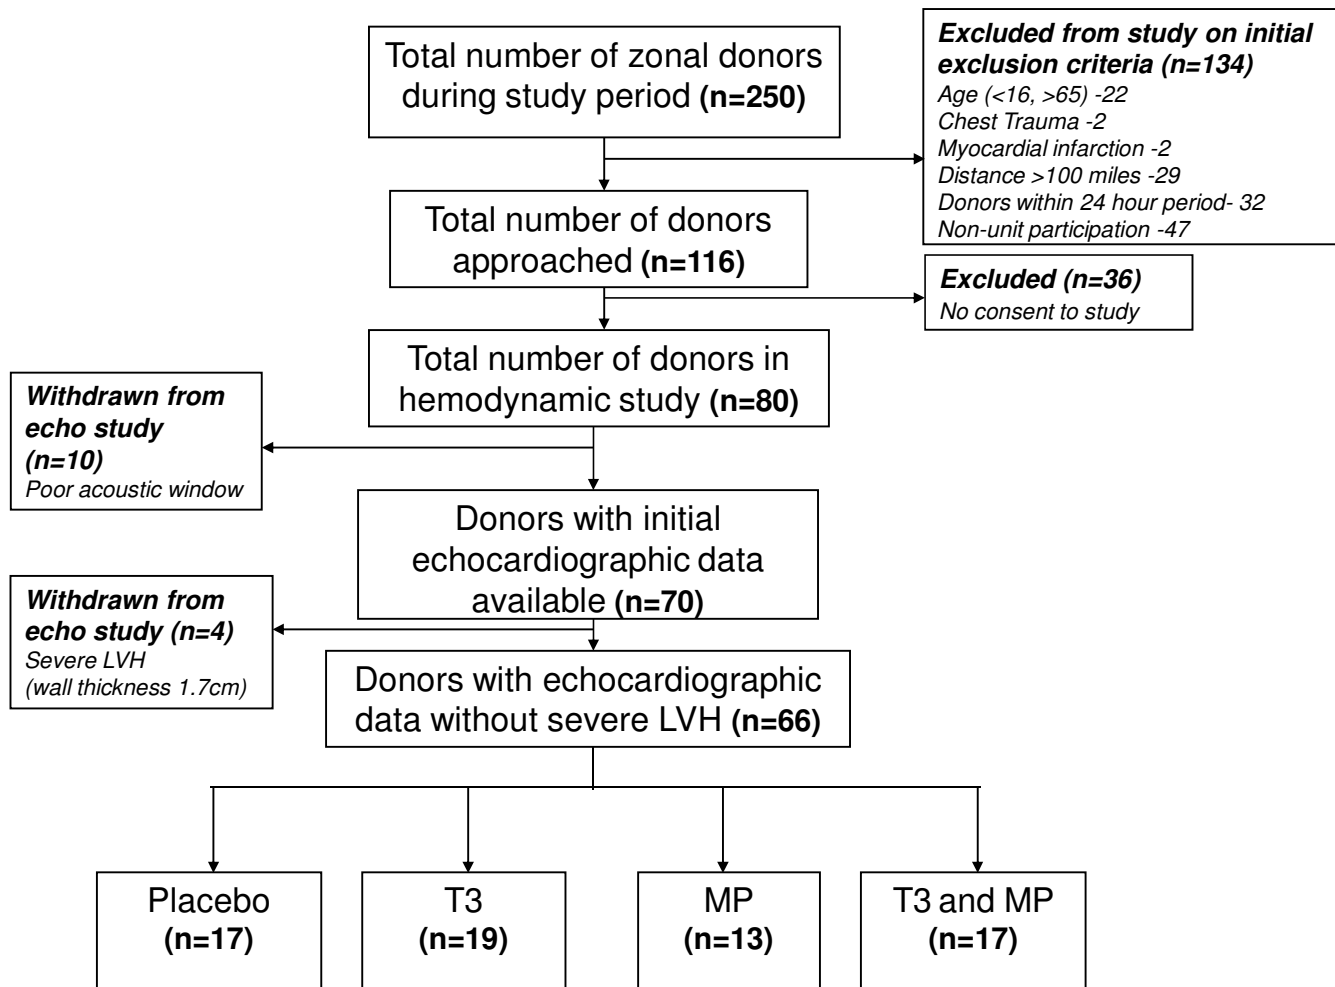 Total number of zonal donors
during study period (n=250)
Excluded from study on initial
exclusion criteria (n=134)
Age (<16, >65) -22
Chest Trauma -2
Myocardial infarction -2
Distance >100 miles -29
Donors within 24 hour period- 32
Non-unit participation -47
Total number of donors
approached (n=116)
Excluded (n=36)
No consent to study
Total number of donors in
hemodynamic study (n=80)
Withdrawn from
echo study
(n=10)
Poor acoustic window
Donors with initial
echocardiographic data
available (n=70)
Withdrawn from
echo study (n=4)
Severe LVH
(wall thickness 1.7cm)
Donors with echocardiographic
data without severe LVH (n=66)
Placebo
(n=17)
T3
(n=19)
MP
(n=13)
T3 and MP
(n=17)